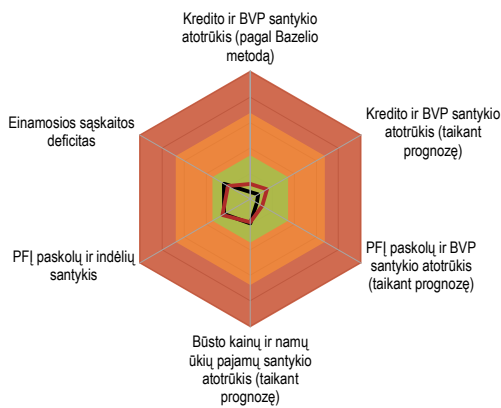 Kredito ir BVP santykio
atotrūkis (pagal Bazelio
metodą)
Kredito ir BVP santykio
atotrūkis (taikant
prognozę)
PFĮ paskolų ir BVP
santykio atotrūkis
(taikant prognozę)
Būsto kainų ir namų
ūkių pajamų santykio
atotrūkis (taikant
prognozę)
PFĮ paskolų ir indėlių
santykis
Einamosios sąskaitos
deficitas